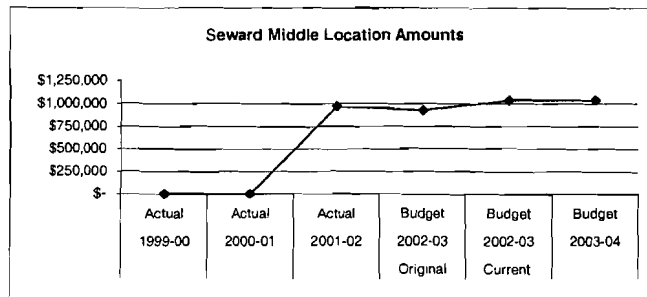 Seward Middle Location Amounts
$1,250,000
$1,000,000
$750,000
$500,000
$250,000
$-
Actual Actual Actual Budget Budget Budget
1999-00 2000-01 2001-02 2002-03 2002-03 2003-04
Original Current